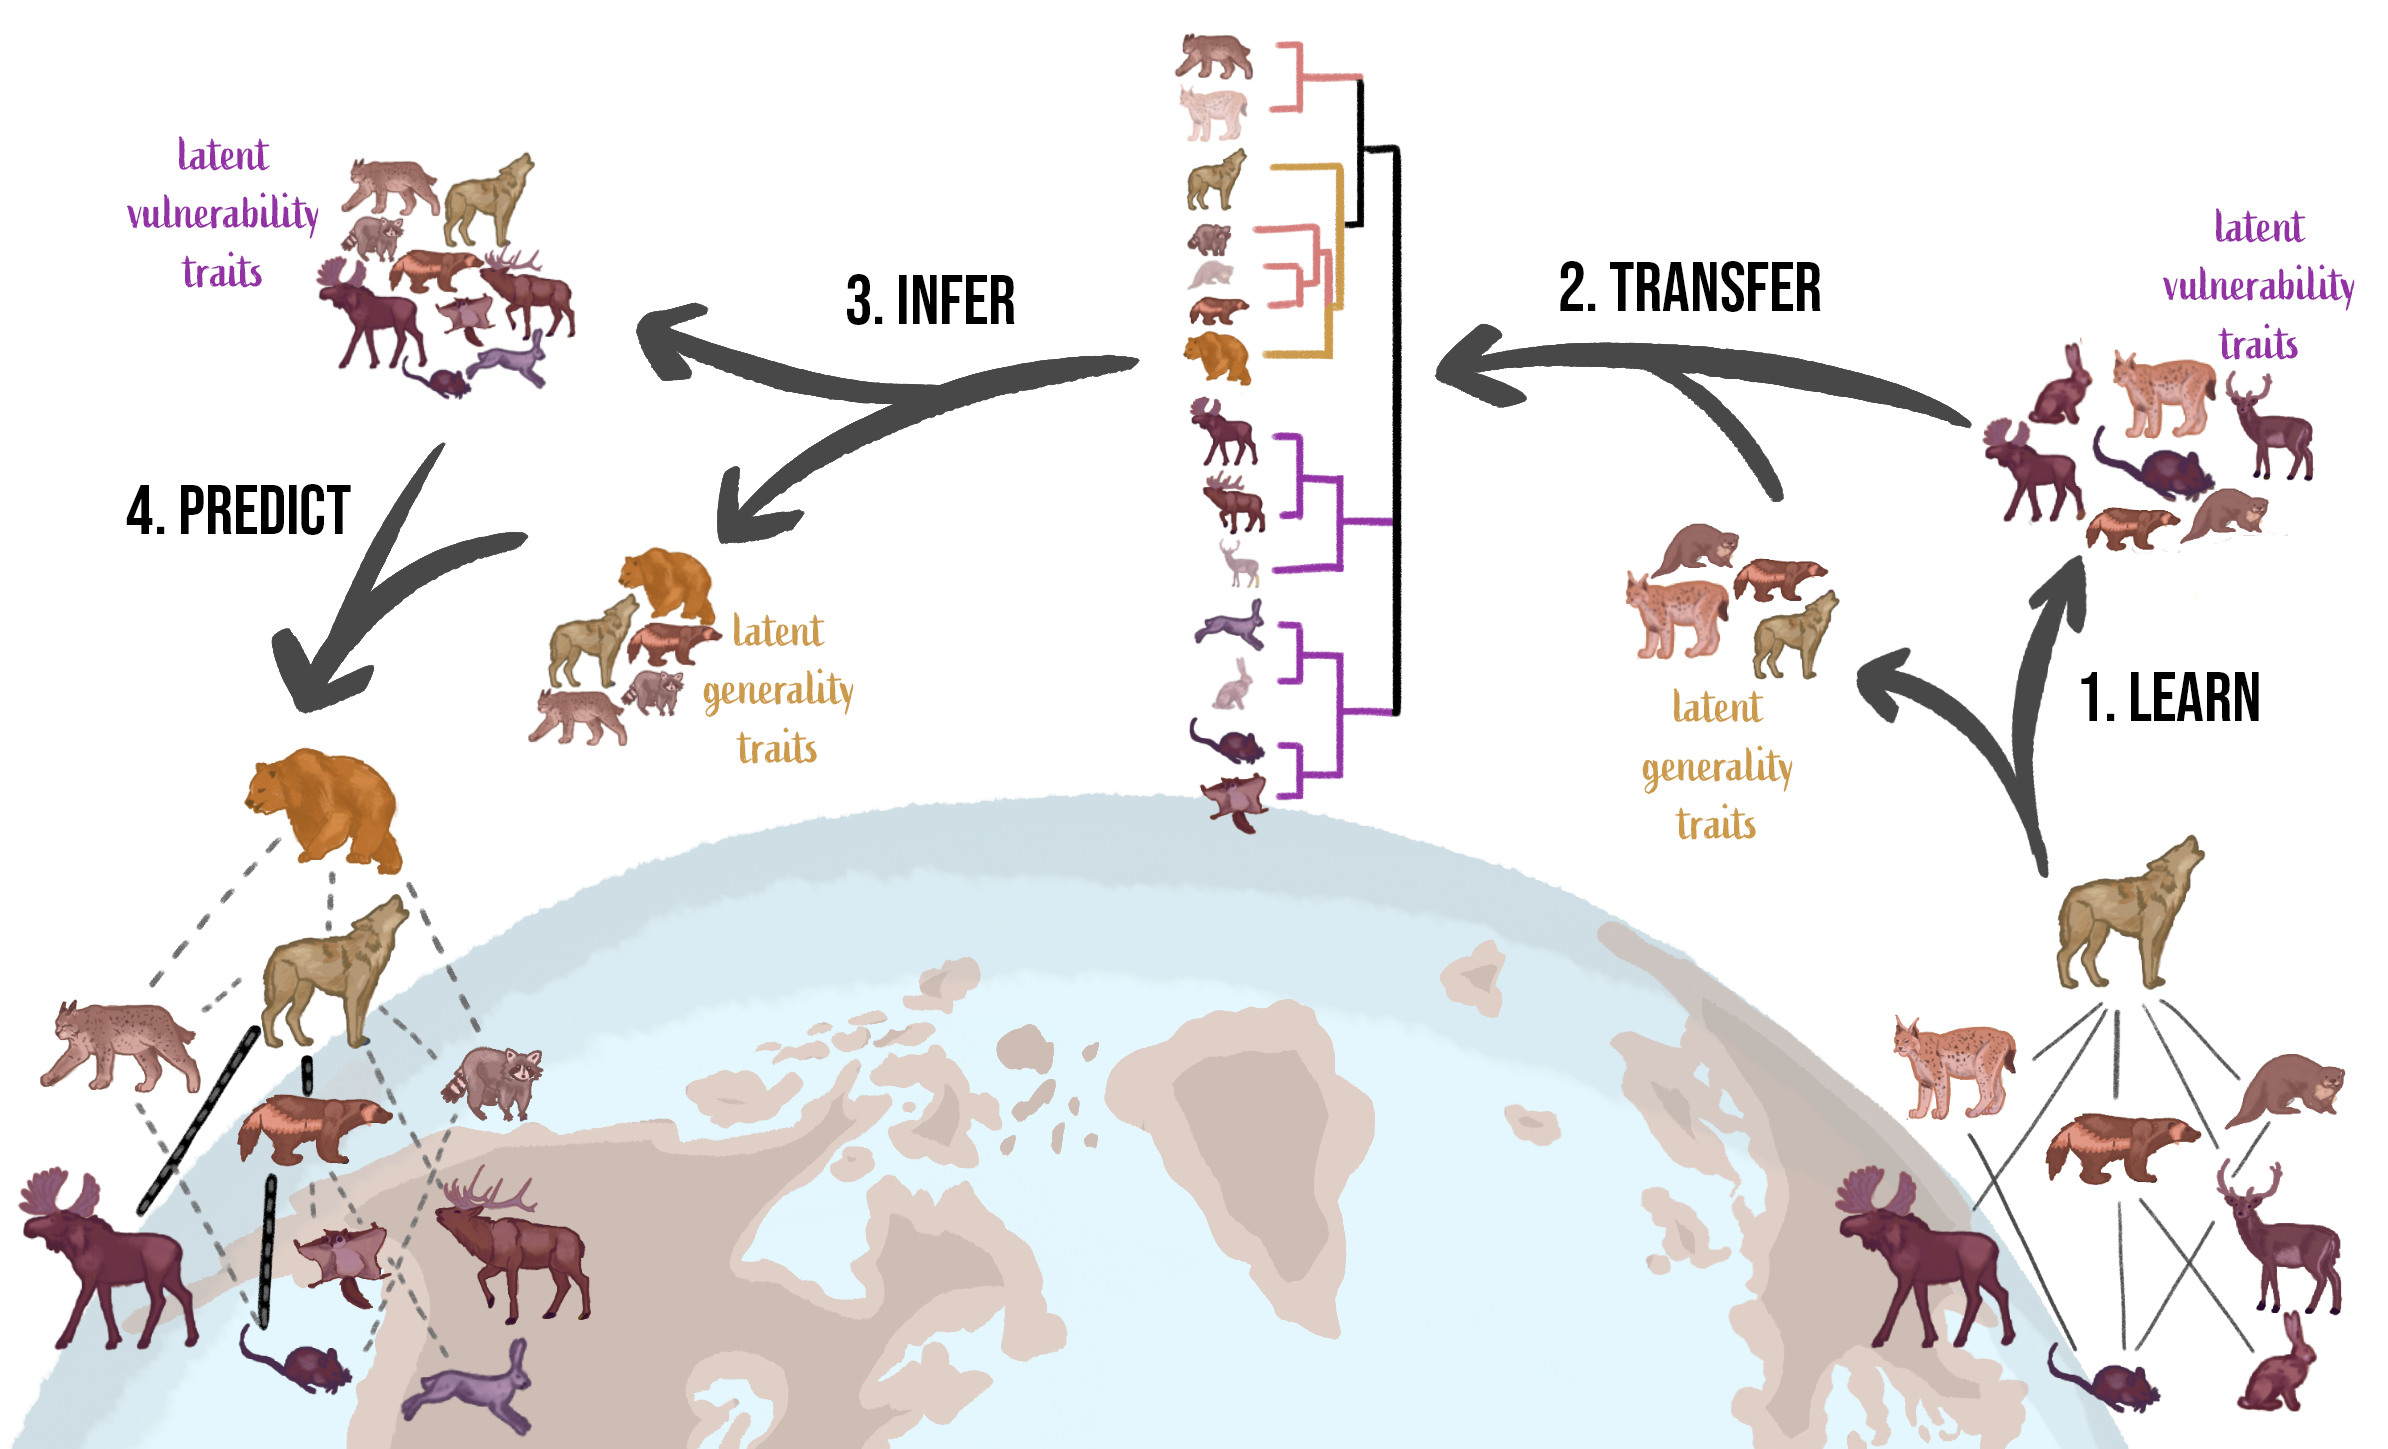 latent
vulnerability
traits
3. INFER
2. TRANSFER
latent
vulnerability
traits
4. PREDICT
latent
generality
traits
latent
generality
traits
1. LEARN